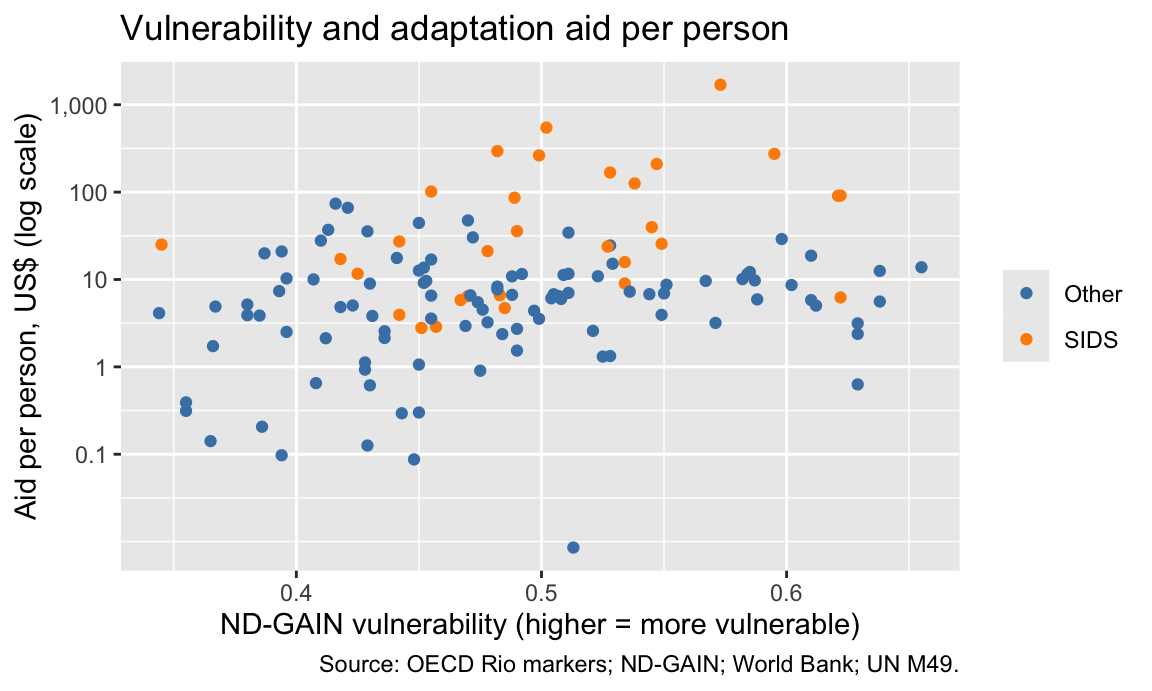 Vulnerability and adaptation aid per person
Aid per person, US$ (log scale)
1,000
100
10
1
0.1
0.4
0.5
0.6
ND-GAIN vulnerability (higher = more vulnerable)
Other
SIDS
Source: OECD Rio markers; ND-GAIN; World Bank; UN M49.